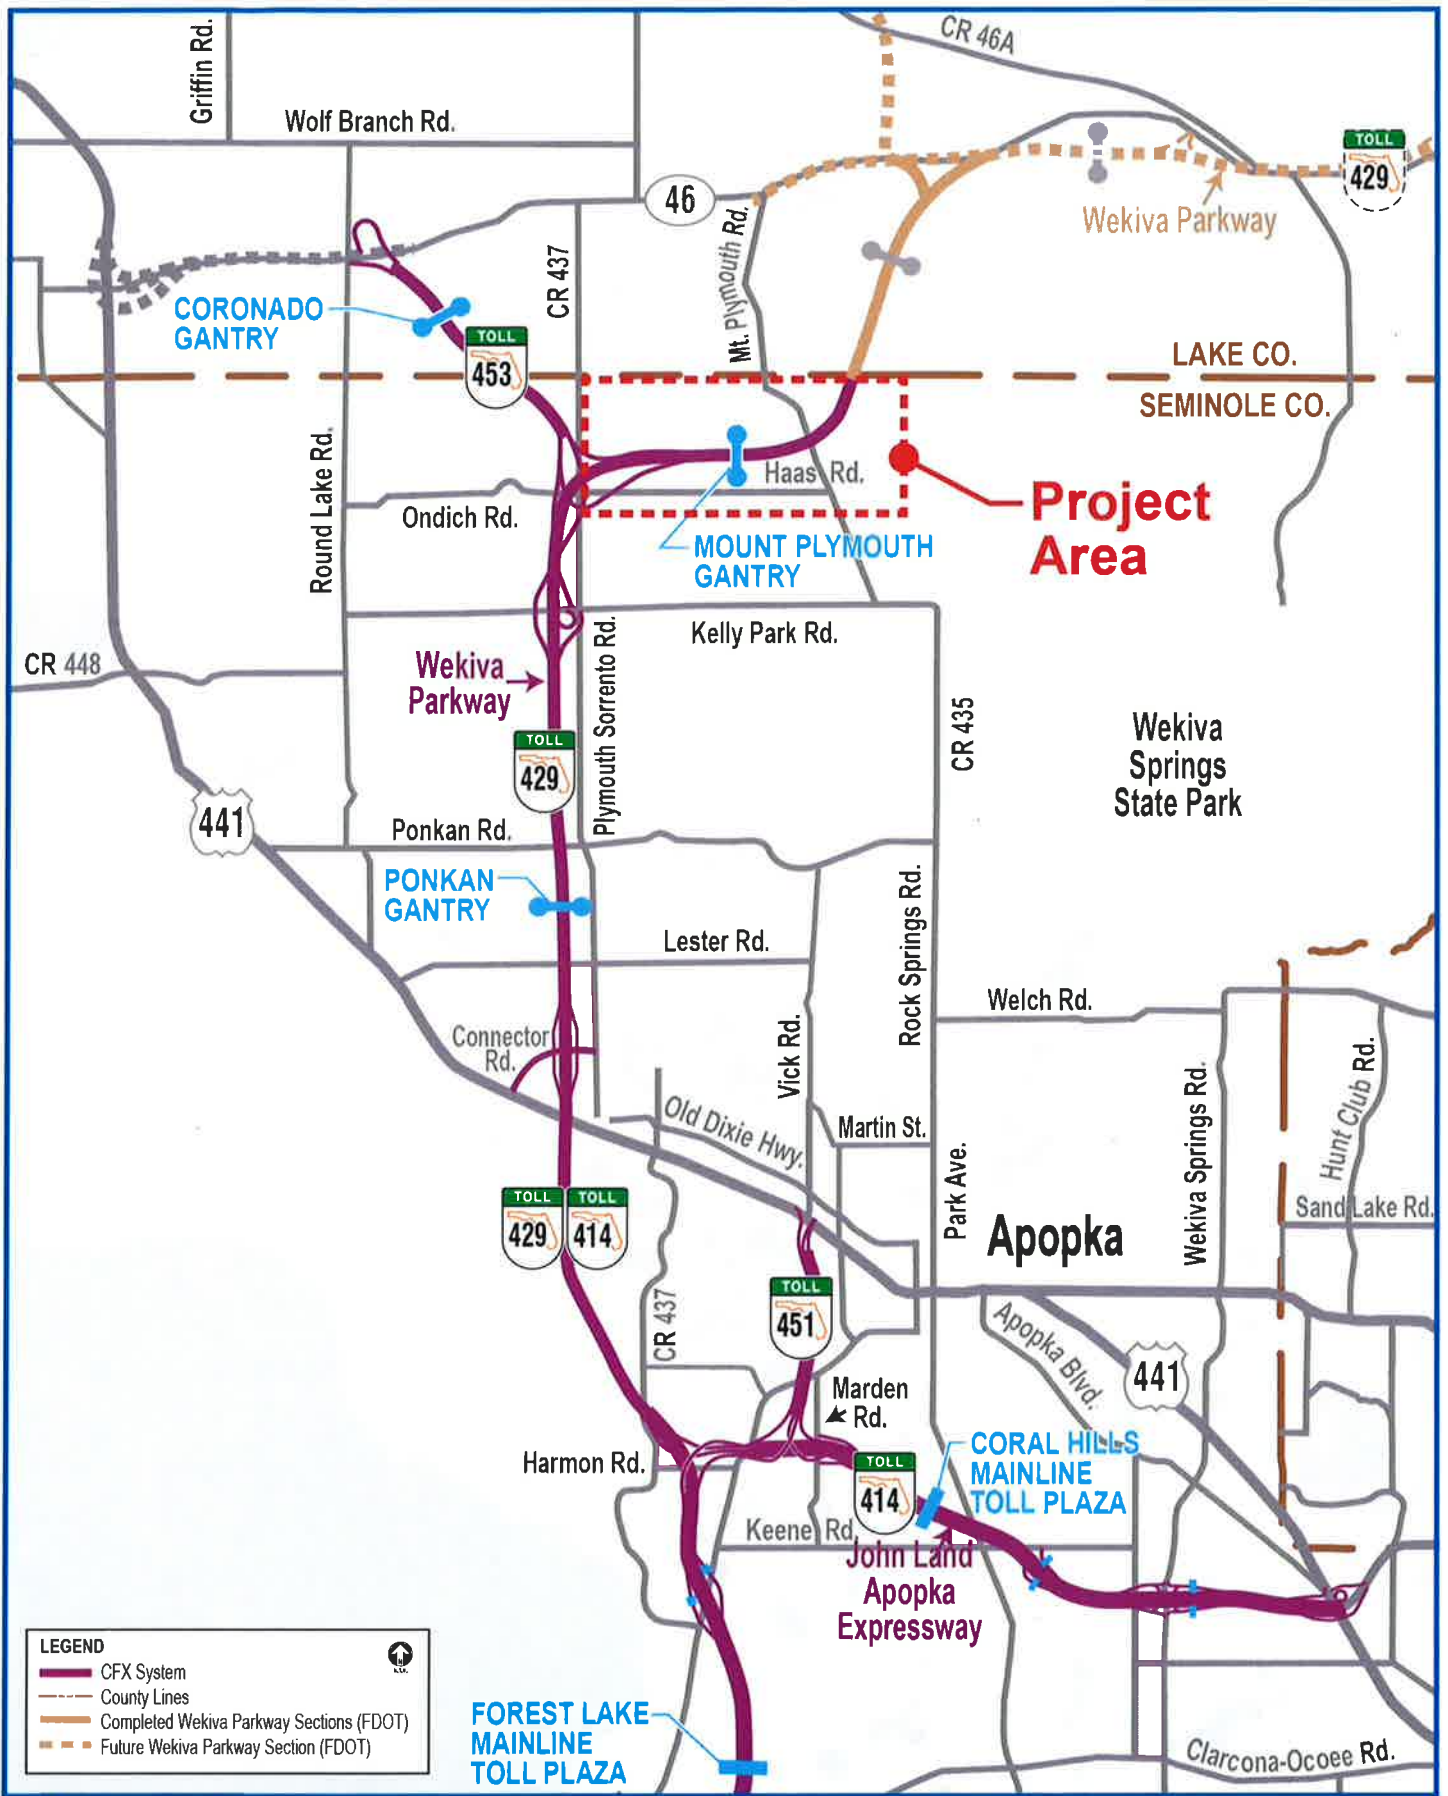 CR 46A
Griffin Rd.
Wolf Branch Rd.
TOLL
429
46
Wekiva Parkway
Mt. Plymouth Rd.
CR 437
CORONADO
GANTRY
TOLL
453
LAKE CO.
SEMINOLE CO.
Round Lake Rd.
Haas Rd.
Project
Area
Ondich Rd.
MOUNT PLYMOUTH
GANTRY
Kelly Park Rd.
CR 448
Wekiva
Parkway
Plymouth Sorrento Rd.
CR 435
Wekiva
Springs
State Park
TOLL
429
441
Ponkan Rd.
PONKAN
GANTRY
Rock Springs Rd.
Lester Rd.
Welch Rd.
Connector
Rd.
Vick Rd.
Hunt Club Rd.
Wekiva Springs Rd.
Old Dixie Hwy.
Martin St.
Park Ave.
TOLL
429
TOLL
414
Sand Lake Rd.
Apopka
CR 437
TOLL
451
Apopka Blvd.
441
Marden
Rd.
Harmon Rd.
CORAL HILLS
MAINLINE
TOLL PLAZA
TOLL
414
Keene Rd.
John Land
Apopka
Expressway
LEGEND
CFX System
County Lines
Completed Wekiva Parkway Sections (FDOT)
Future Wekiva Parkway Section (FDOT)
FOREST LAKE
MAINLINE
TOLL PLAZA
Clarcona-Ocoee Rd.